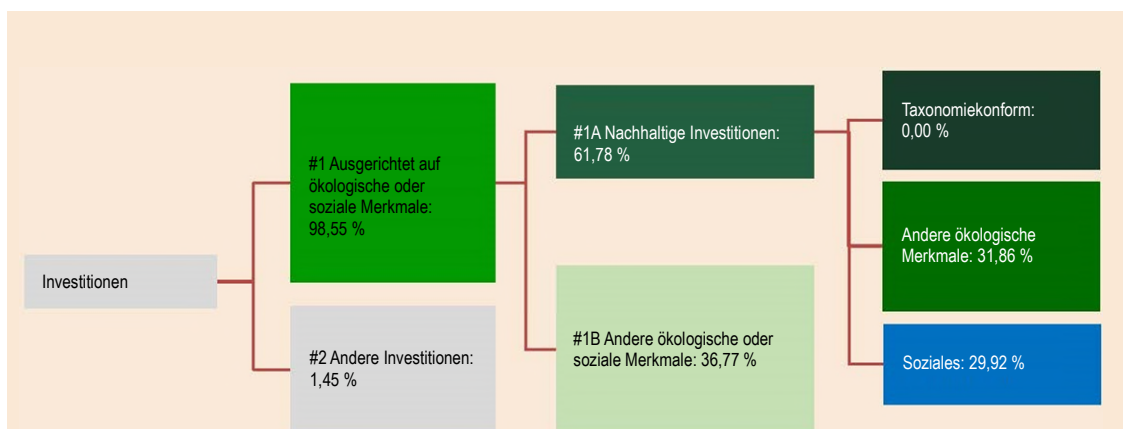 Investitionen
#1 Ausgerichtet auf
ökologische oder
soziale Merkmale:
98,55 %
#2 Andere Investitionen:
1,45 %
#1A Nachhaltige Investitionen:
61,78 %
#1B Andere ökologische oder
soziale Merkmale: 36,77 %
Taxonomiekonform:
0,00 %
Andere ökologische
Merkmale: 31,86 %
Soziales: 29,92 %